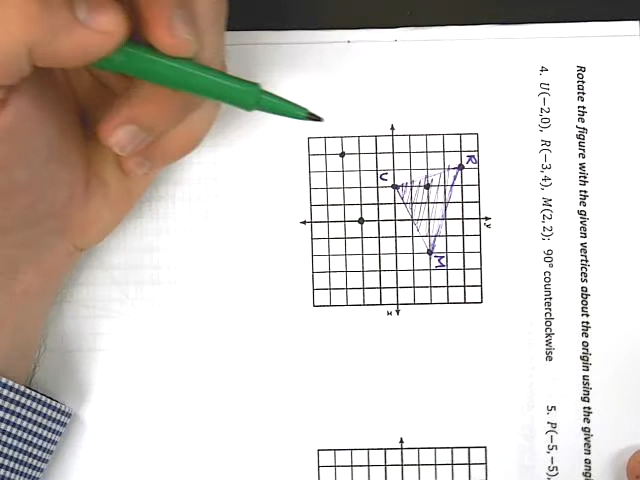 Rotate the figure with the given vertices about the origin using the given
4. U(−2,0), R(−3,4), M(2,2); 90° counterclockwise
5. P(−5,−5),
y
R
U
M
x